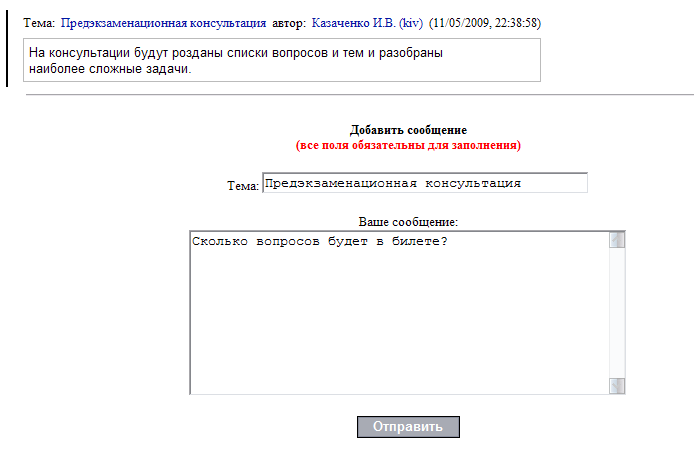 Тема: Предэкзаменационная консультация автор: Казаченко И.В. (kiv) (11/05/2009, 22:38:58)
На консультации будут розданы списки вопросов и тем и разобраны
наиболее сложные задачи.
Добавить сообщение
(все поля обязательны для заполнения)
Тема: Предэкзаменационная консультация
Ваше сообщение:
Сколько вопросов будет в билете?
Отправить